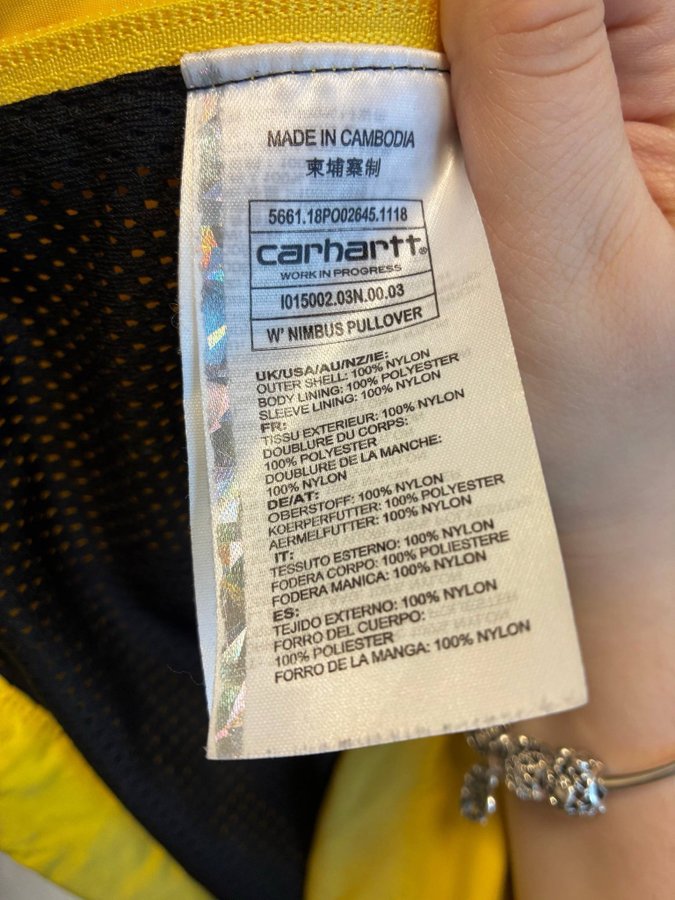 MADE IN CAMBODIA
柬埔寨制
5661.18PO02645.1118
carhartt®
WORK IN PROGRESS
I015002.03N.00.03
W' NIMBUS PULLOVER
UK/USA/AU/NZ/IE:
OUTER SHELL: 100% NYLON
BODY LINING: 100% POLYESTER
SLEEVE LINING: 100% NYLON
FR:
TISSU EXTERIEUR: 100% NYLON
DOUBLURE DU CORPS:
100% POLYESTER
DOUBLURE DE LA MANCHE:
100% NYLON
DE/AT:
OBERSTOFF: 100% NYLON
KOERPERFUTTER: 100% POLYESTER
AERMELFUTTER: 100% NYLON
IT:
TESSUTO ESTERNO: 100% NYLON
FODERA CORPO: 100% POLIESTERE
FODERA MANICA: 100% NYLON
ES:
TEJIDO EXTERNO: 100% NYLON
FORRO DEL CUERPO:
100% POLIESTER
FORRO DE LA MANGA: 100% NYLON